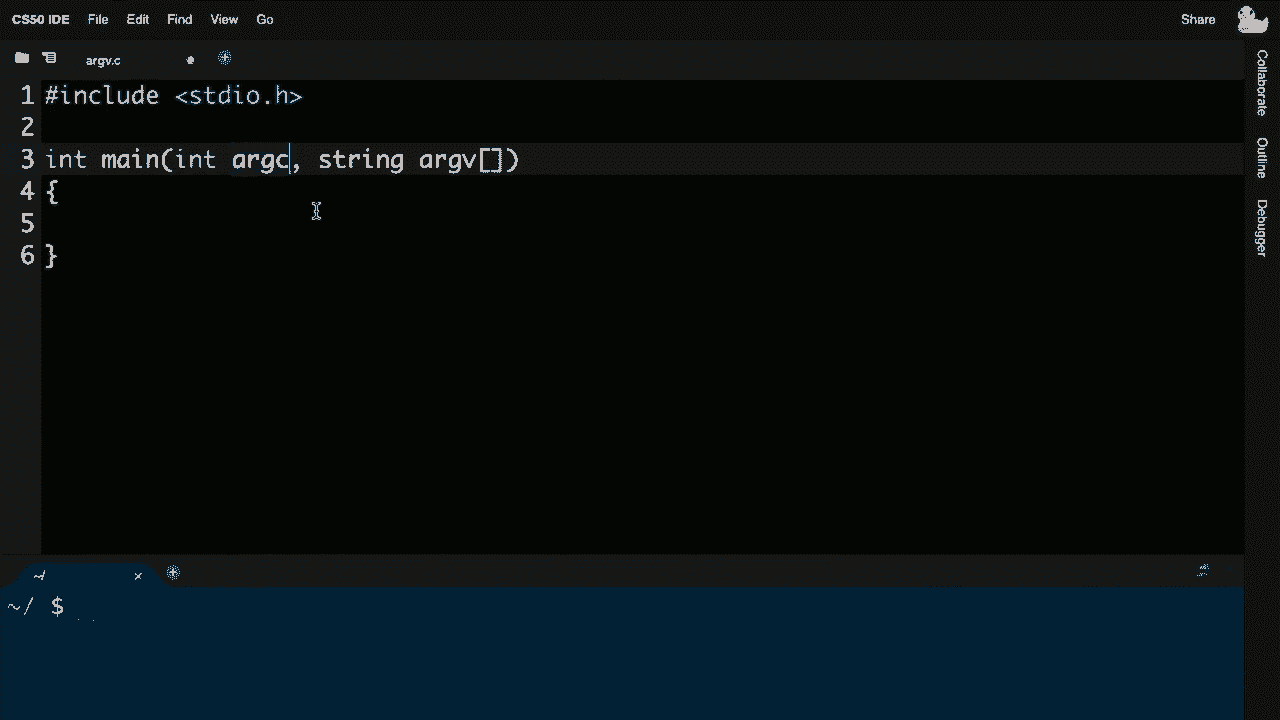 CS50 IDE File Edit Find View Go Share
argv.c
1 #include <stdio.h>
2
3 int main(int argc, string argv[])
4 {
5
6 }
Collaborate
Outline
Debugger
~/ ×
~/ $